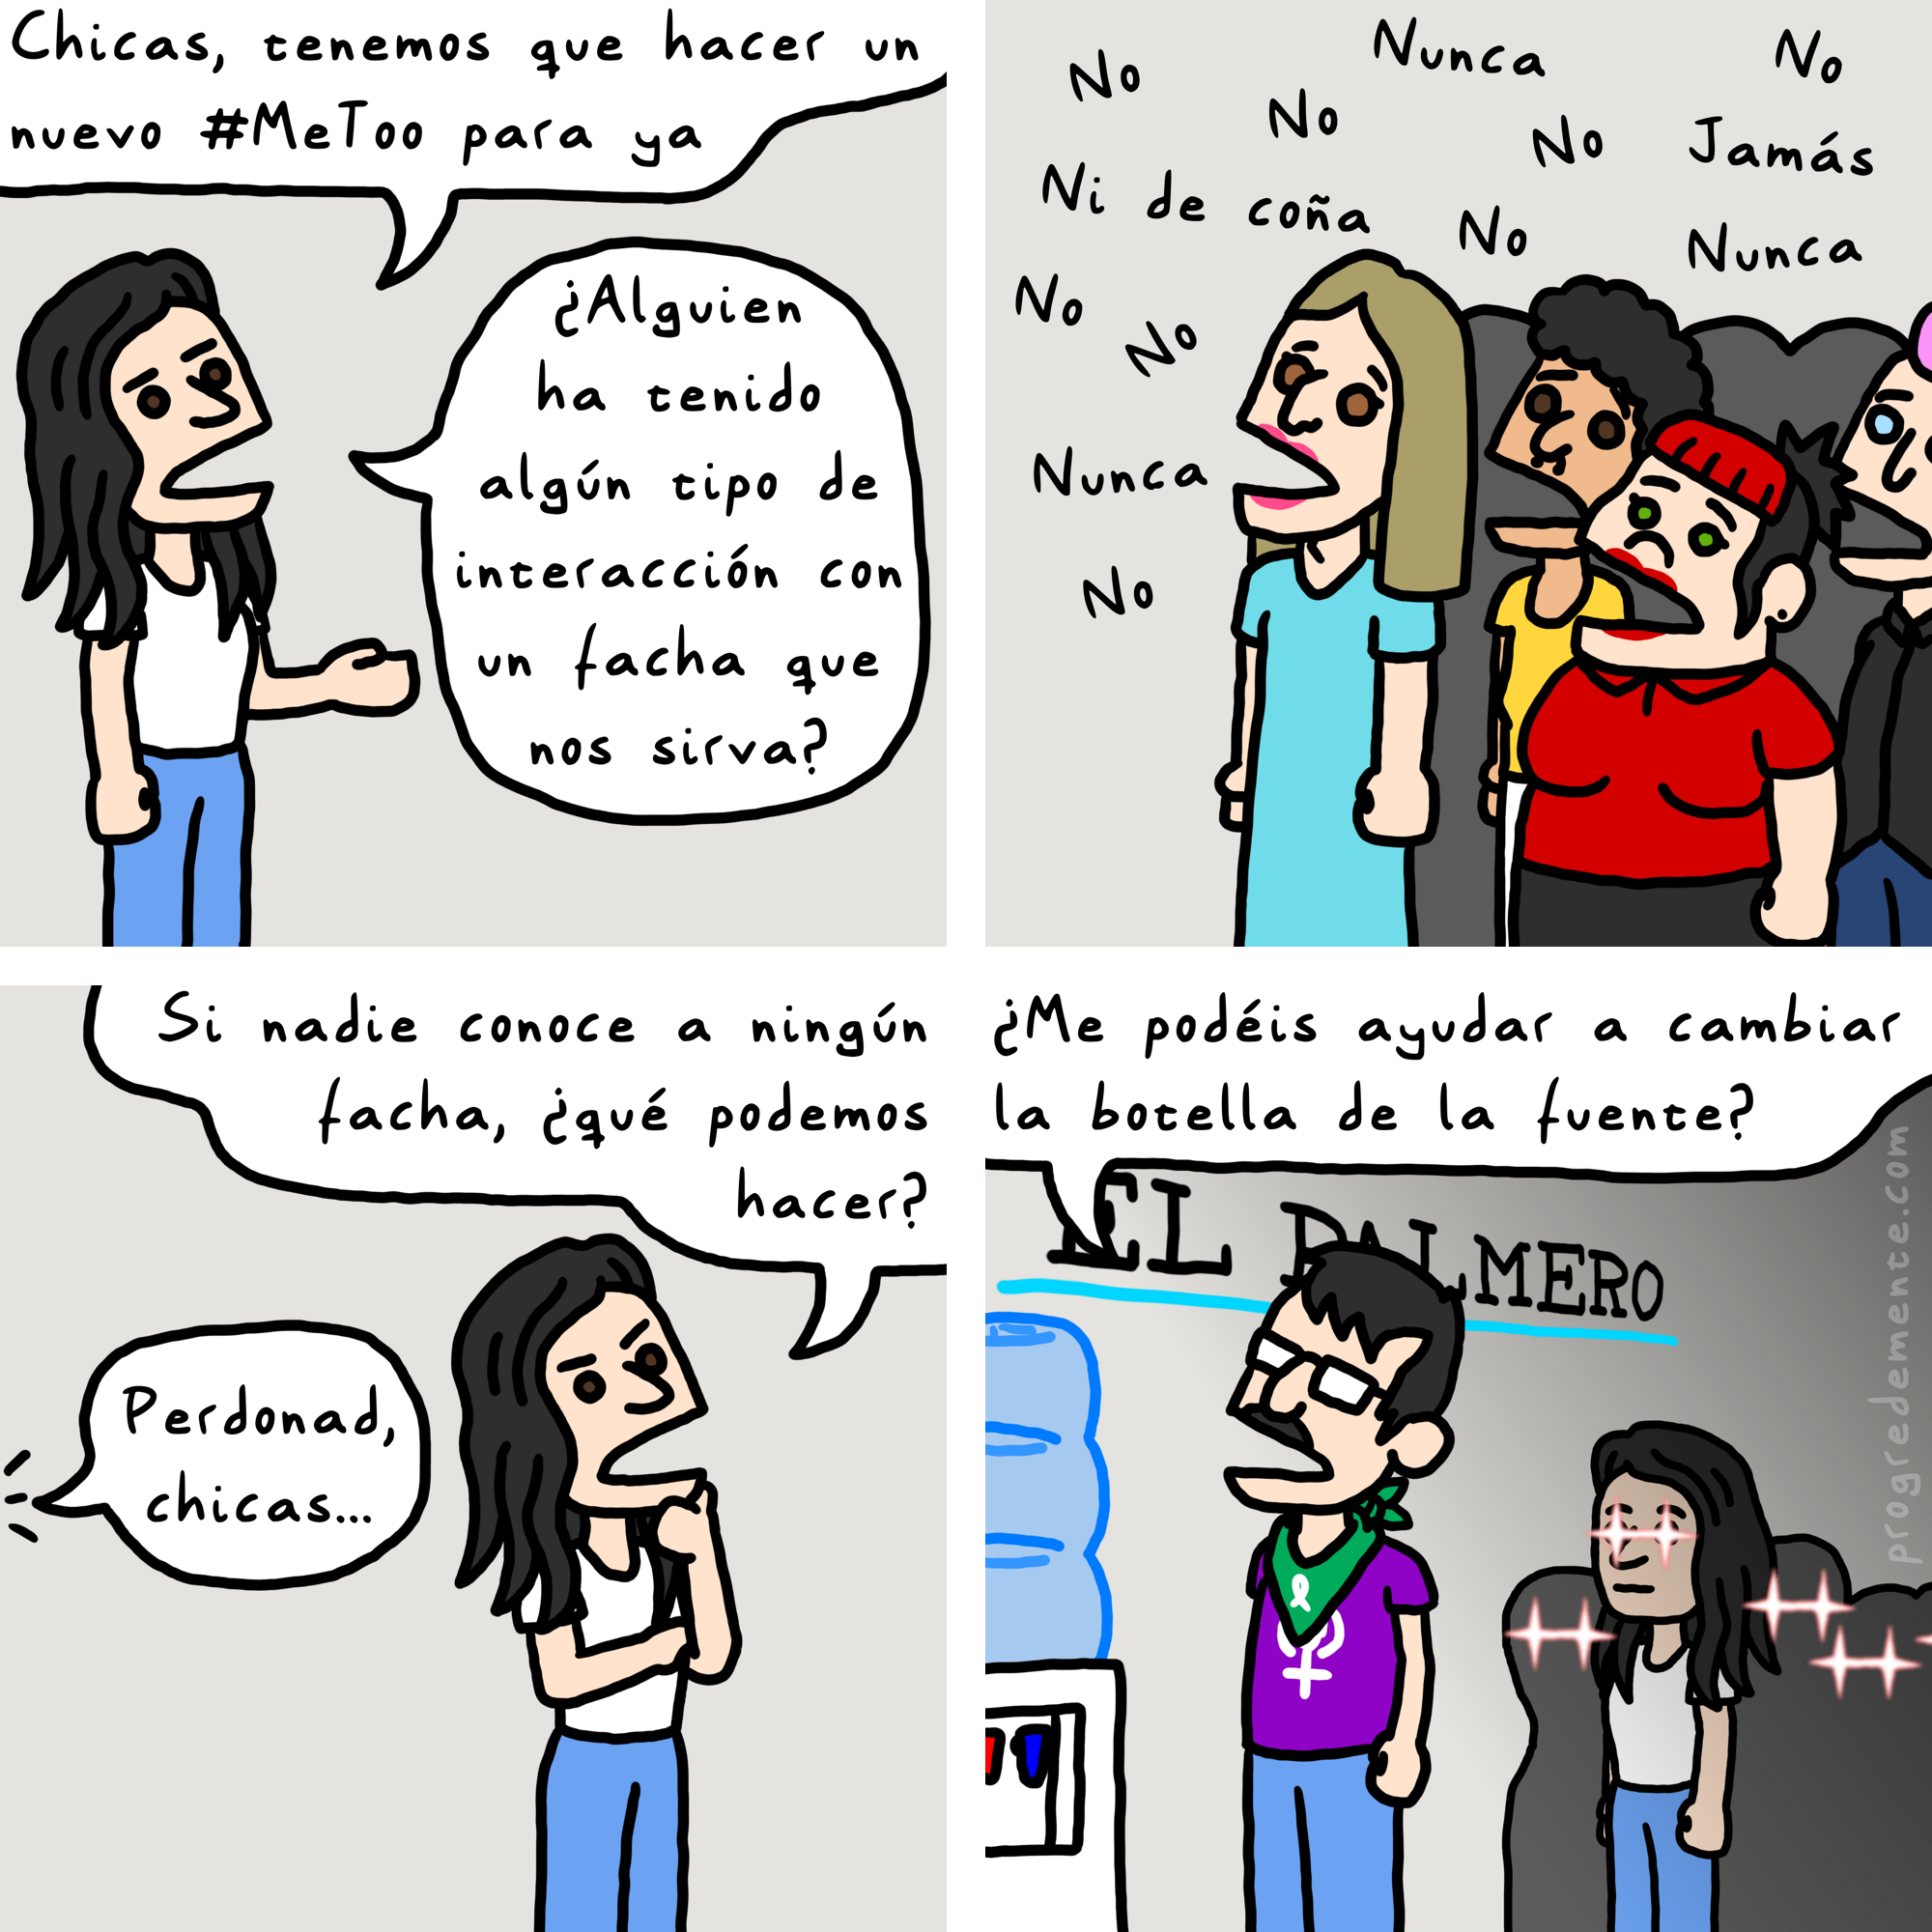 Chicas, tenemos que hacer un
nuevo #MeToo para ya
¿Alguien
ha tenido
algún tipo de
interacción con
un facha que
nos sirva?
Nunca
No
No
No
No
Jamás
Ni de coña
No
Nunca
No
No
Nunca
No
Si nadie conoce a ningún
facha, ¿qué podemos
hacer?
Perdonad,
chicas...
¿Me podéis ayudar a cambiar
la botella de la fuente?
EL PALMERO
progredemente.com